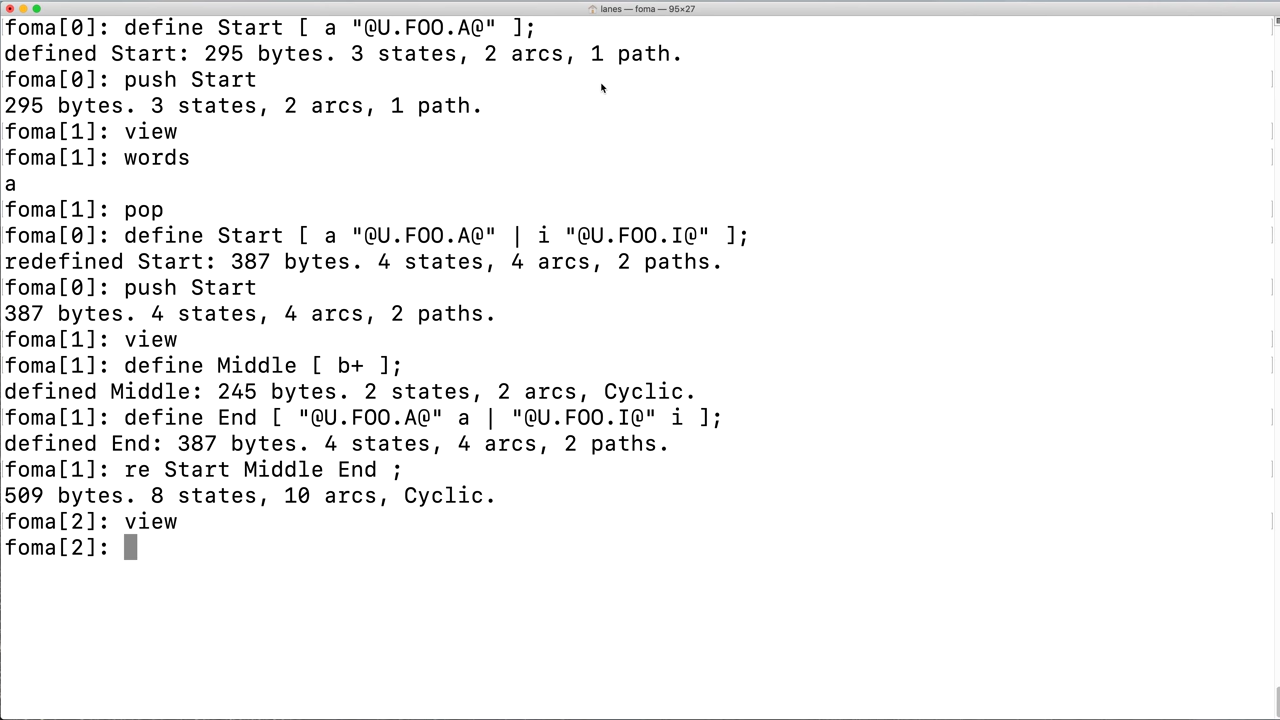 lanes — foma — 95×27
foma[0]: define Start [ a "@U.FOO.A@" ];
defined Start: 295 bytes. 3 states, 2 arcs, 1 path.
foma[0]: push Start
295 bytes. 3 states, 2 arcs, 1 path.
foma[1]: view
foma[1]: words
a
foma[1]: pop
foma[0]: define Start [ a "@U.FOO.A@" | i "@U.FOO.I@" ];
redefined Start: 387 bytes. 4 states, 4 arcs, 2 paths.
foma[0]: push Start
387 bytes. 4 states, 4 arcs, 2 paths.
foma[1]: view
foma[1]: define Middle [ b+ ];
defined Middle: 245 bytes. 2 states, 2 arcs, Cyclic.
foma[1]: define End [ "@U.FOO.A@" a | "@U.FOO.I@" i ];
defined End: 387 bytes. 4 states, 4 arcs, 2 paths.
foma[1]: re Start Middle End ;
509 bytes. 8 states, 10 arcs, Cyclic.
foma[2]: view
foma[2]: